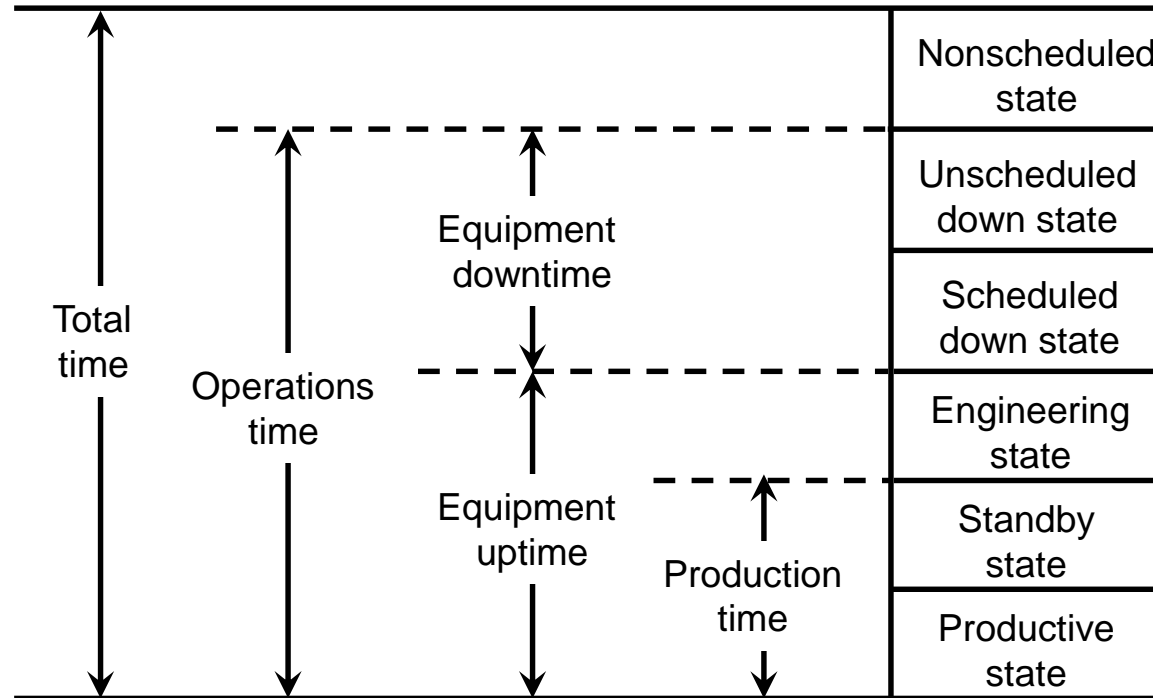 Total
time
Operations
time
Equipment
downtime
Equipment
uptime
Production
time
Nonscheduled
state
Unscheduled
down state
Scheduled
down state
Engineering
state
Standby
state
Productive
state